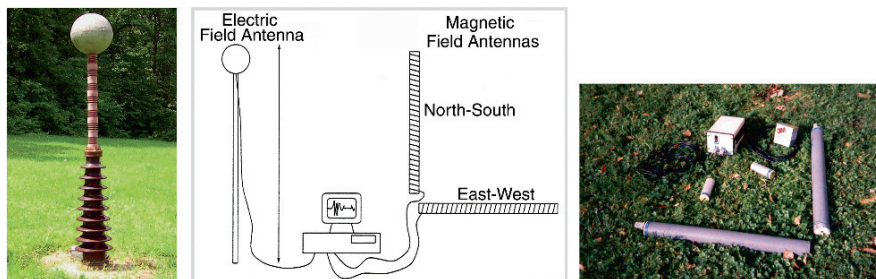 Electric
Field Antenna
Magnetic
Field Antennas
North-South
East-West